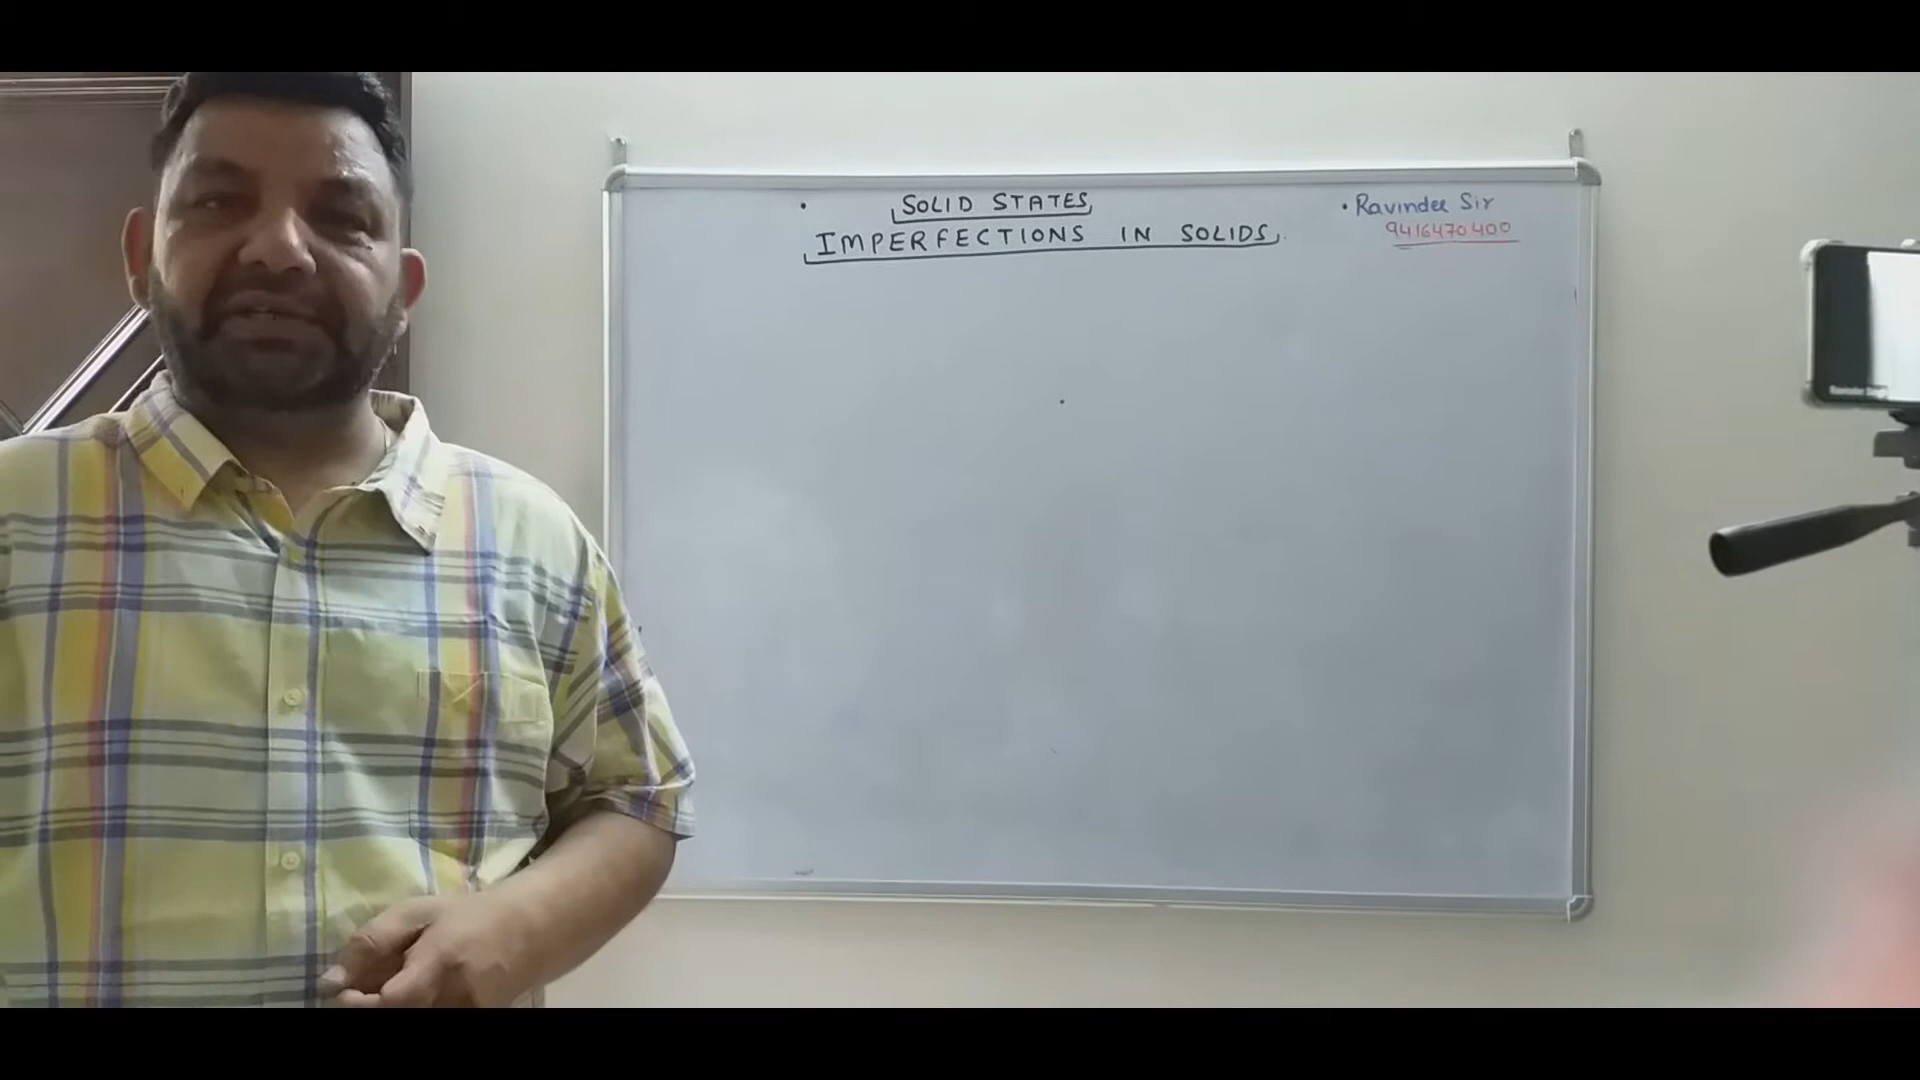 SOLID STATES
IMPERFECTIONS IN SOLIDS
• Ravinder Sir
9416470400